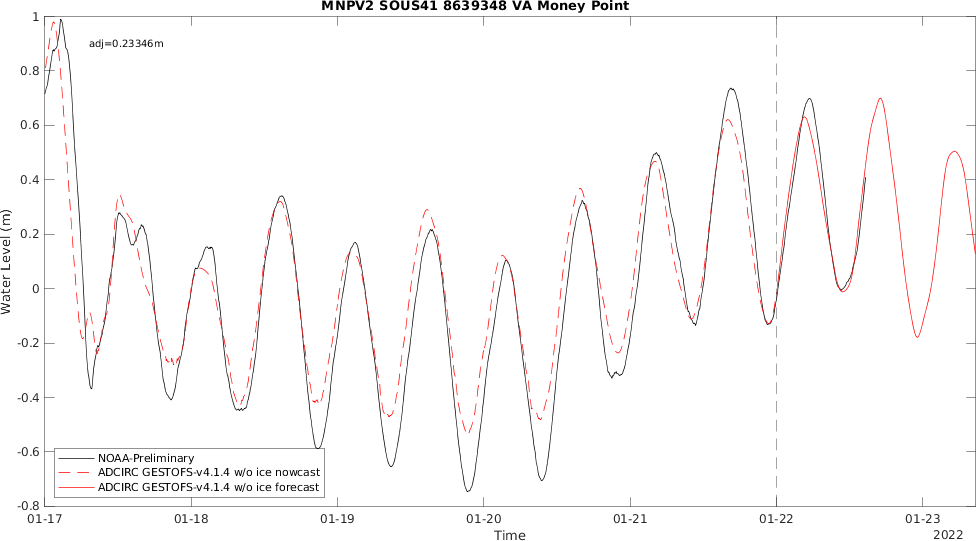 MNPV2 SOUS41 8639348 VA Money Point
adj=0.23346m
1
0.8
0.6
0.4
0.2
0
-0.2
-0.4
-0.6
-0.8
Water Level (m)
NOAA-Preliminary
ADCIRC GESTOFS-v4.1.4 w/o ice nowcast
ADCIRC GESTOFS-v4.1.4 w/o ice forecast
01-17 01-18 01-19 01-20 01-21 01-22 01-23
Time
2022